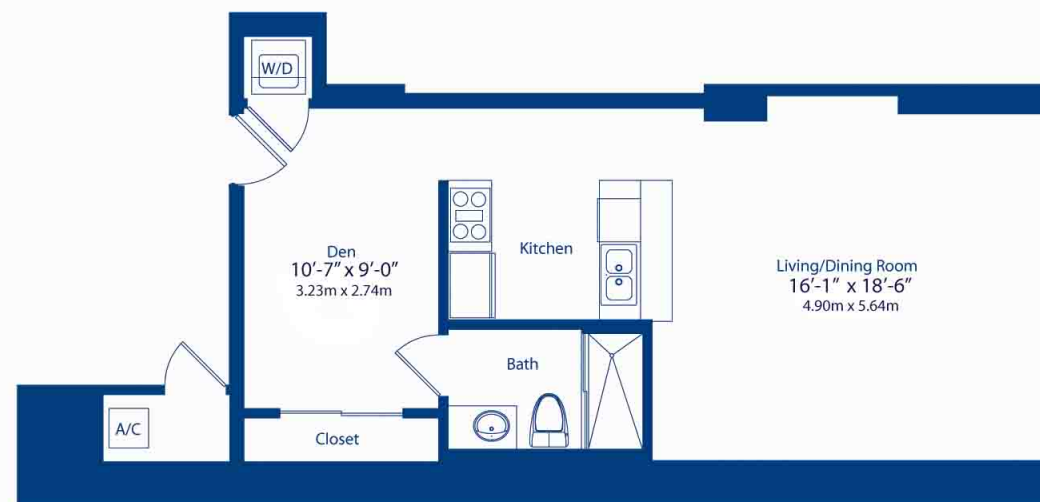 W/D
Den
10'-7" x 9'-0"
3.23m x 2.74m
Kitchen
Living/Dining Room
16'-1" x 18'-6"
4.90m x 5.64m
Bath
A/C
Closet